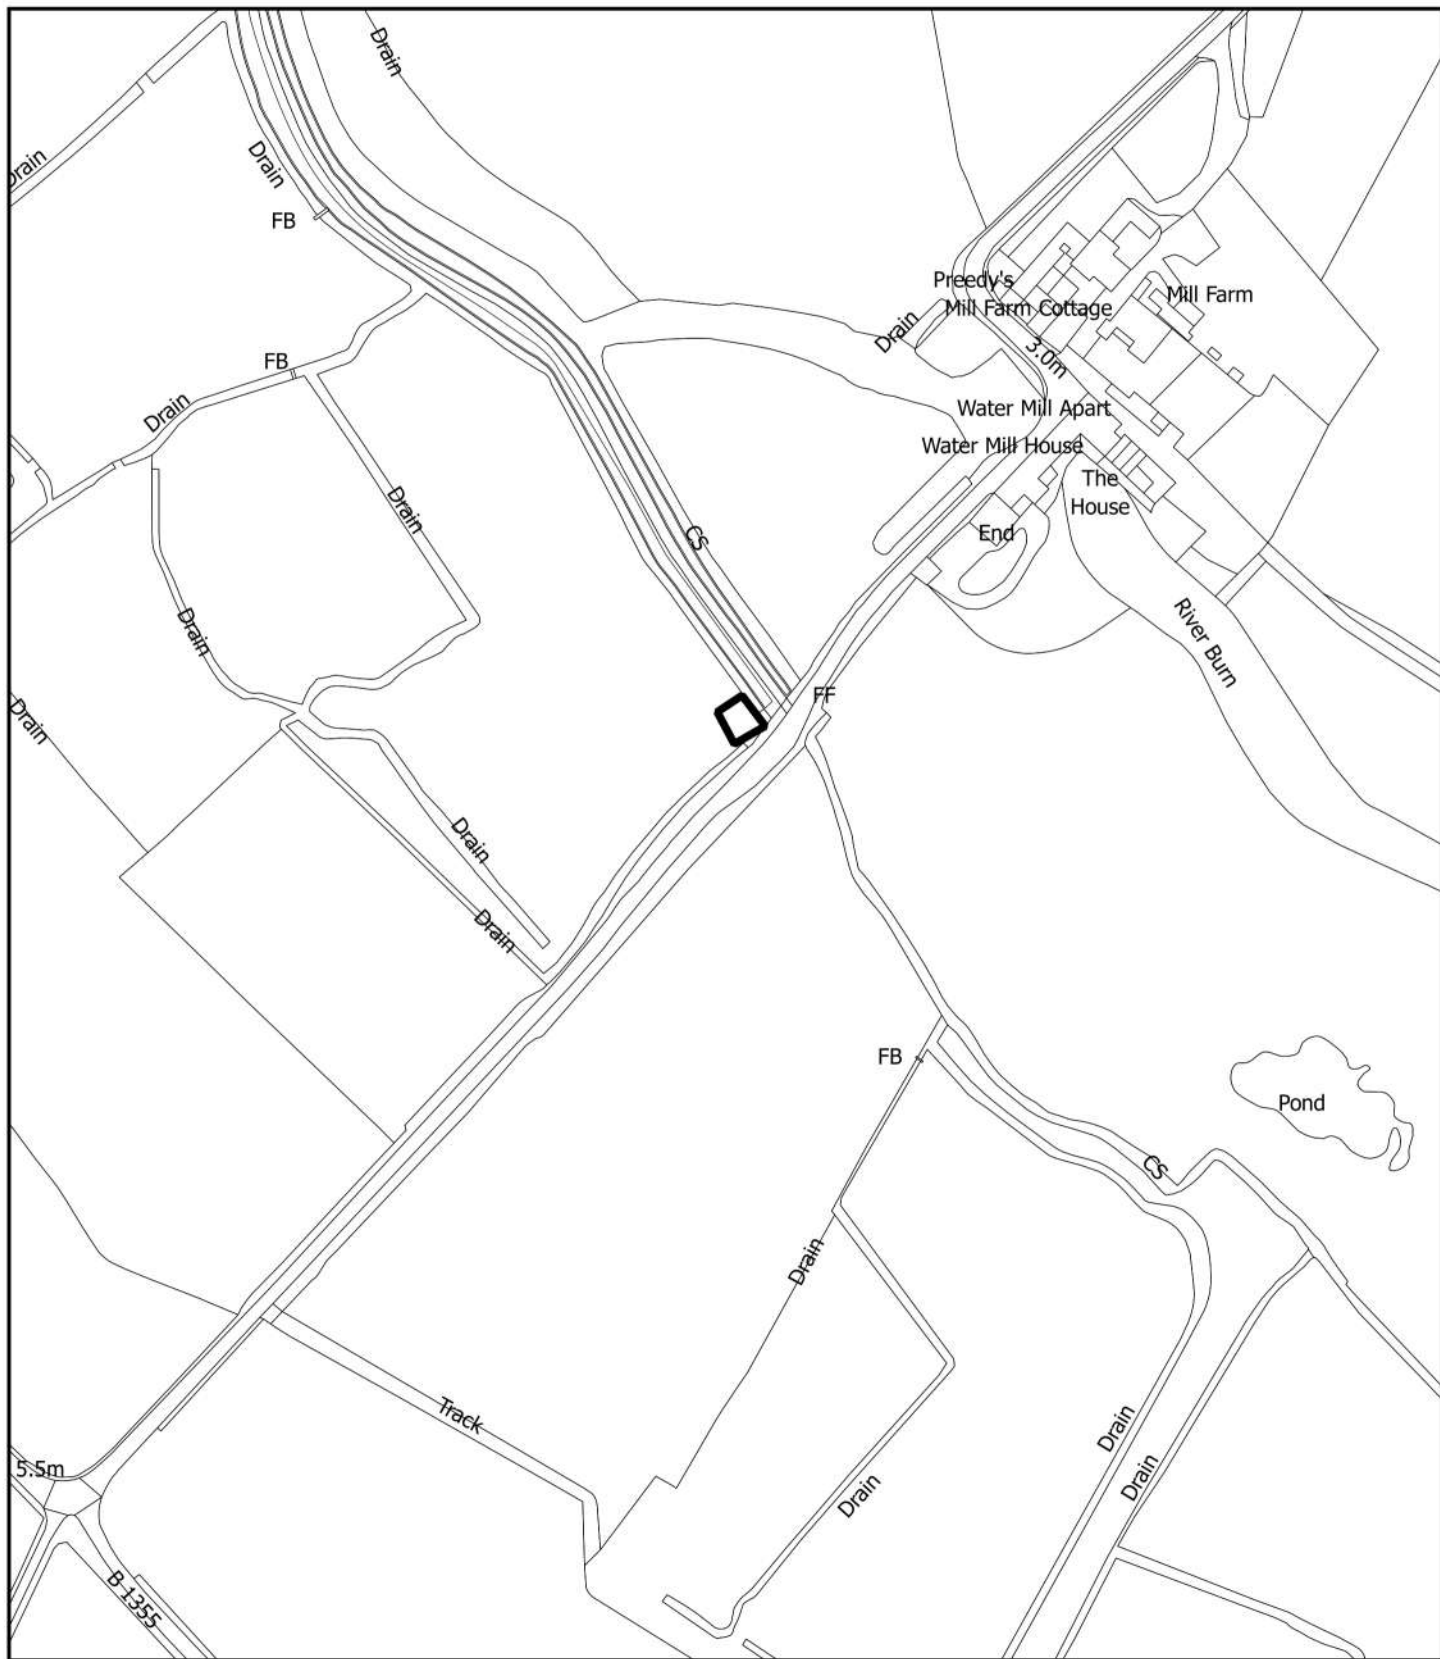 Drain
Drain
Drain
FB
Preedy's
Mill Farm
Mill Farm Cottage
Drain
3.0m
FB
Drain
Water Mill Apart
Water Mill House
The
House
Drain
CS
End
Drain
River Burn
FF
Drain
Drain
Drain
FB
Pond
CS
Drain
Track
Drain
Drain
Drain
5.5m
B 1355